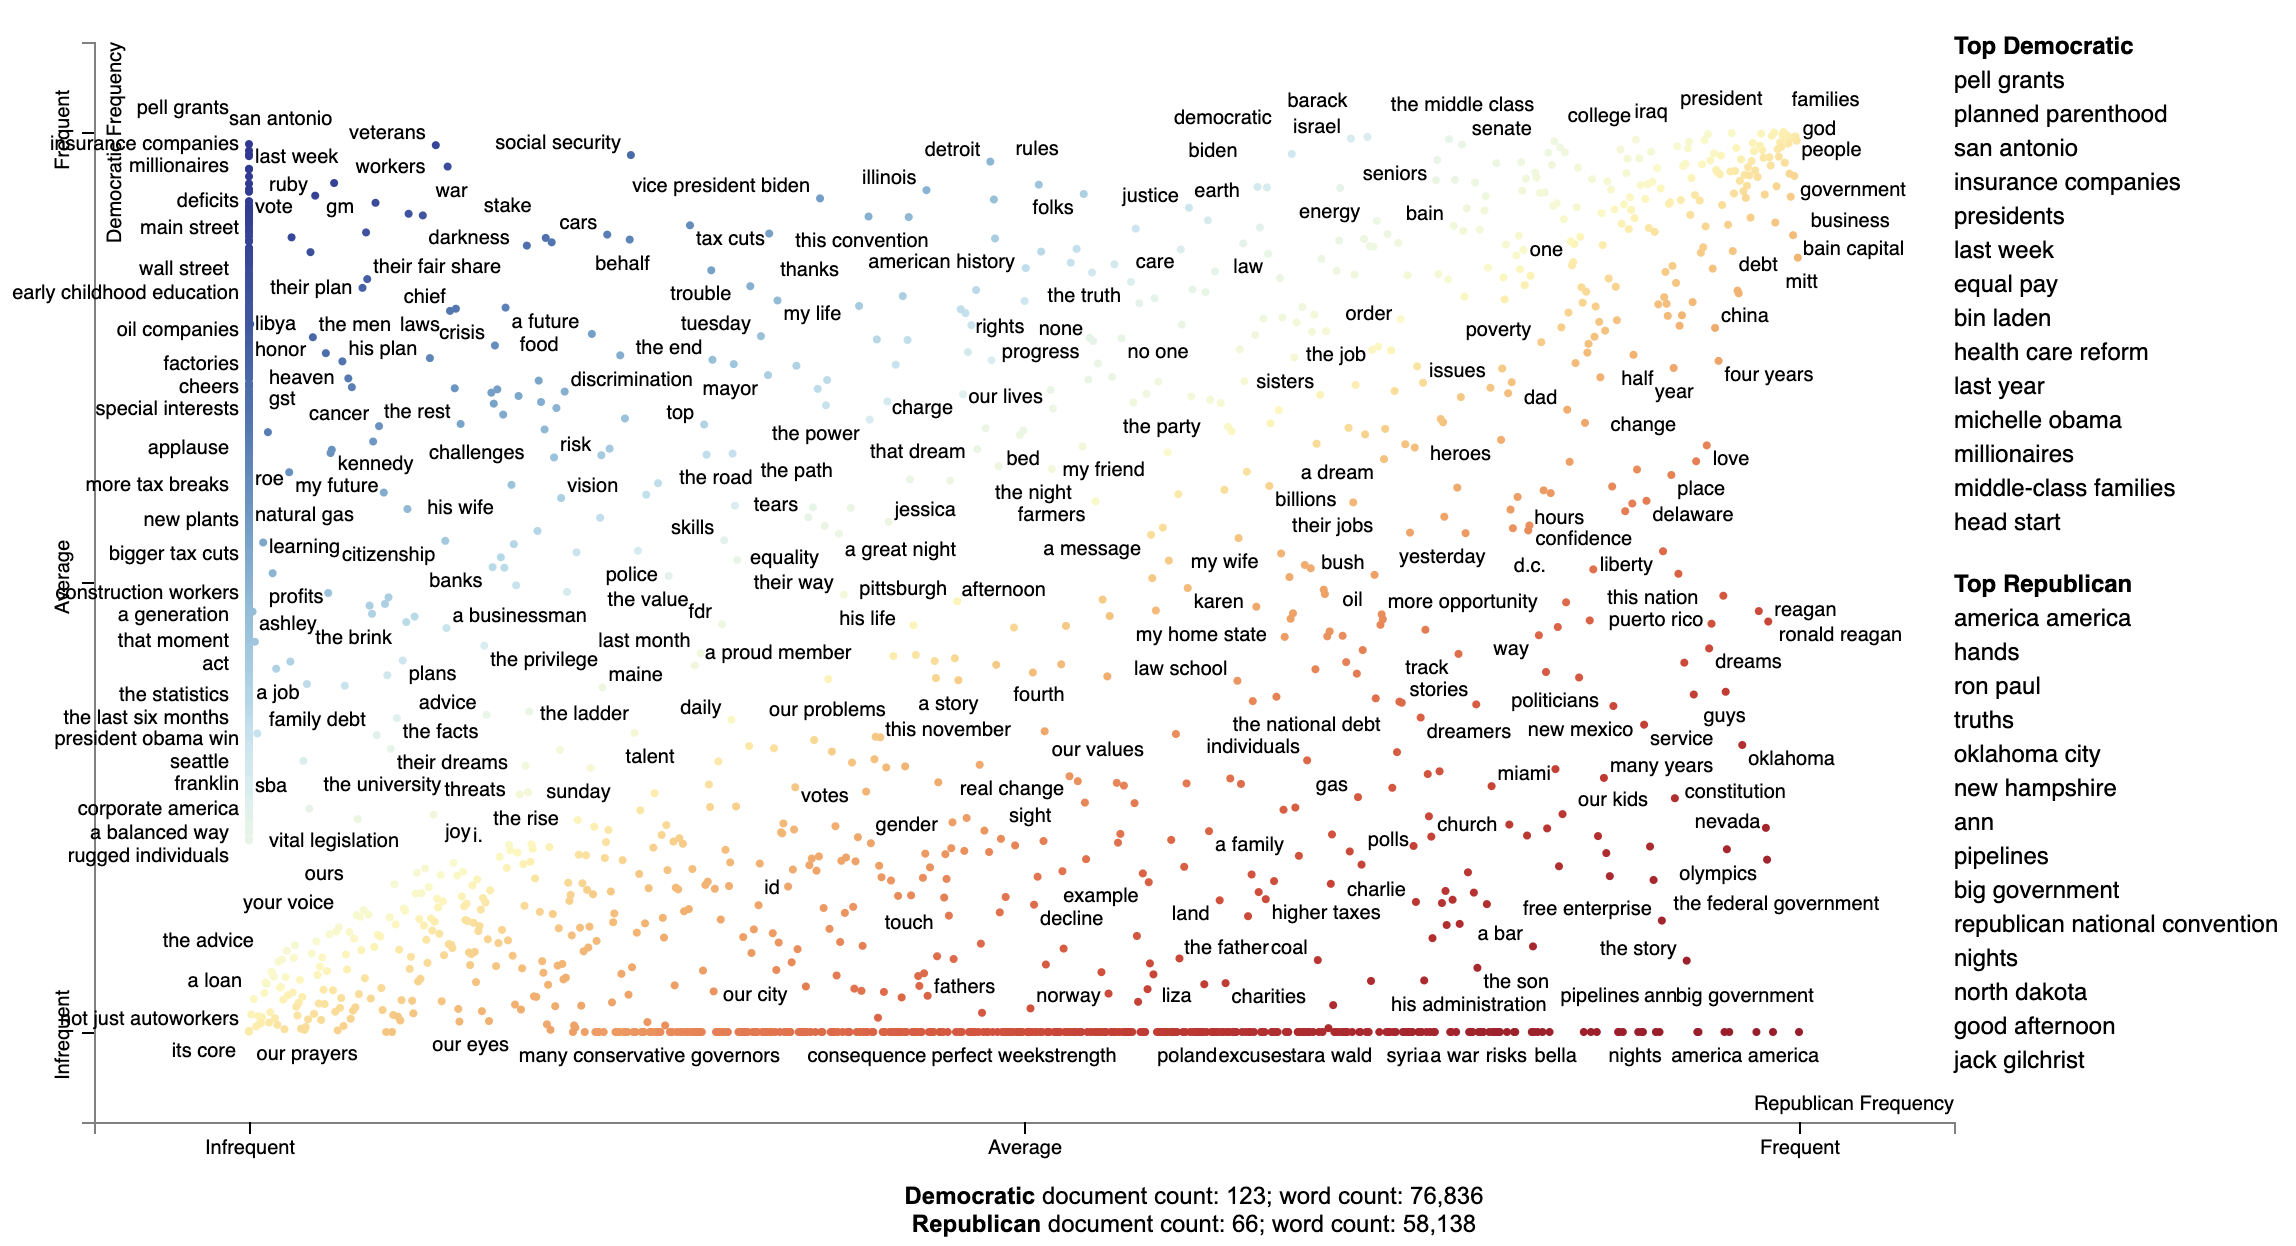 Frequent
Average
Infrequent
Democratic Frequency
pell grants
san antonio
veterans
insurance companies
last week
millionaires
workers
social security
ruby
war
deficits
vote
gm
stake
main street
darkness
cars
vice president biden
illinois
detroit
rules
democratic
barack
israel
the middle class
senate
college
iraq
president
families
god
people
biden
seniors
government
justice
earth
folks
energy
bain
business
bain capital
wall street
their fair share
behalf
tax cuts
this convention
american history
thanks
care
law
one
debt
mitt
early childhood education
their plan
chief
trouble
my life
the truth
order
china
oil companies
libya
the men
laws
crisis
a future
food
tuesday
rights
none
poverty
honor
his plan
the end
progress
no one
the job
factories
cheers
heaven
gst
discrimination
mayor
our lives
sisters
issues
half
year
four years
special interests
cancer
the rest
top
charge
dad
the power
the party
change
applause
kennedy
challenges
risk
that dream
bed
my friend
a dream
heroes
love
more tax breaks
roe
my future
vision
the road
the path
the night
farmers
billions
place
delaware
new plants
natural gas
his wife
skills
tears
jessica
their jobs
hours
confidence
bigger tax cuts
learning
citizenship
equality
a great night
a message
my wife
bush
yesterday
d.c.
liberty
banks
police
their way
construction workers
profits
the value
fdr
pittsburgh
afternoon
karen
oil
more opportunity
this nation
puerto rico
reagan
ronald reagan
a generation
ashley
a businessman
his life
that moment
the brink
last month
a proud member
my home state
way
act
the privilege
maine
law school
track
dreams
plans
the statistics
a job
advice
the ladder
daily
our problems
a story
fourth
stories
politicians
guys
the last six months
family debt
the facts
this november
the national debt
dreamers
new mexico
service
president obama win
talent
our values
individuals
oklahoma
seattle
their dreams
miami
many years
franklin
sba
the university
threats
sunday
votes
real change
gas
our kids
constitution
corporate america
the rise
sight
nevada
a balanced way
vital legislation
joy
i.
gender
church
polls
a family
rugged individuals
ours
id
example
charlie
olympics
your voice
touch
decline
land
higher taxes
free enterprise
the federal government
the advice
the father
coal
a bar
the story
a loan
our city
fathers
norway
liza
charities
the son
his administration
pipelines
ann
big government
not just autoworkers
its core
our prayers
our eyes
many conservative governors
consequence
perfect week
strength
poland
excuses
tara wald
syria
a war
risks
bella
nights
america america
Republican Frequency
Infrequent
Average
Frequent
Democratic document count: 123; word count: 76,836
Republican document count: 66; word count: 58,138
Top Democratic
pell grants
planned parenthood
san antonio
insurance companies
presidents
last week
equal pay
bin laden
health care reform
last year
michelle obama
millionaires
middle-class families
head start
Top Republican
america america
hands
ron paul
truths
oklahoma city
new hampshire
ann
pipelines
big government
republican national convention
nights
north dakota
good afternoon
jack gilchrist